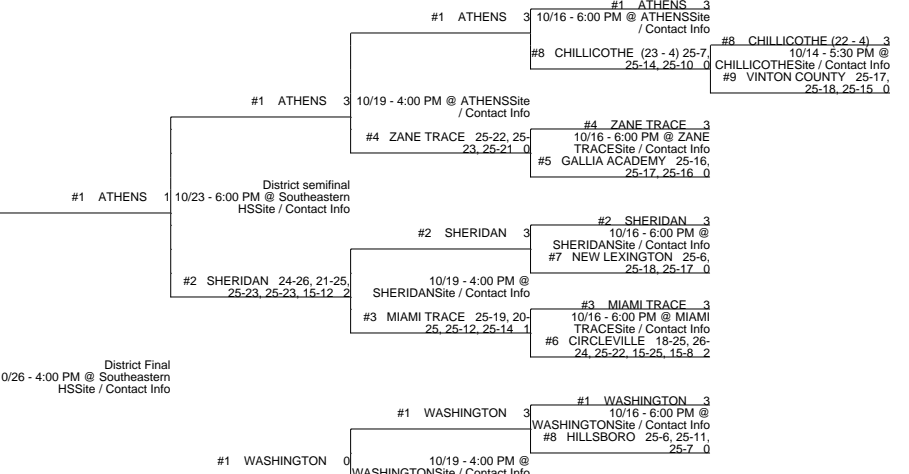 #1 ATHENS 3
10/16 - 6:00 PM @ ATHENSSite
/ Contact Info
#1 ATHENS 3
#8 CHILLICOTHE (23 - 4) 25-7,
25-14, 25-10 0
#8 CHILLICOTHE (22 - 4) 3
10/14 - 5:30 PM @
CHILLICOTHESite / Contact Info
#9 VINTON COUNTY 25-17,
25-18, 25-15 0
#1 ATHENS 3
10/19 - 4:00 PM @ ATHENSSite
/ Contact Info
#4 ZANE TRACE 25-22, 25-
23, 25-21 0
#4 ZANE TRACE 3
10/16 - 6:00 PM @ ZANE
TRACESite / Contact Info
#5 GALLIA ACADEMY 25-16,
25-17, 25-16 0
#1 ATHENS 1
District semifinal
10/23 - 6:00 PM @ Southeastern
HSSite / Contact Info
#2 SHERIDAN 3
#2 SHERIDAN 3
10/16 - 6:00 PM @
SHERIDANSite / Contact Info
#7 NEW LEXINGTON 25-6,
25-18, 25-17 0
#2 SHERIDAN 24-26, 21-25,
25-23, 25-23, 15-12 2
10/19 - 4:00 PM @
SHERIDANSite / Contact Info
#3 MIAMI TRACE 25-19, 20-
25, 25-12, 25-14 1
#3 MIAMI TRACE 3
10/16 - 6:00 PM @ MIAMI
TRACESite / Contact Info
#6 CIRCLEVILLE 18-25, 26-
24, 25-22, 15-25, 15-8 2
District Final
0/26 - 4:00 PM @ Southeastern
HSSite / Contact Info
#1 WASHINGTON 3
#1 WASHINGTON 3
10/16 - 6:00 PM @
WASHINGTONSite / Contact Info
#8 HILLSBORO 25-6, 25-11,
25-7 0
#1 WASHINGTON 0
10/19 - 4:00 PM @
WASHINGTONSite / Contact Info